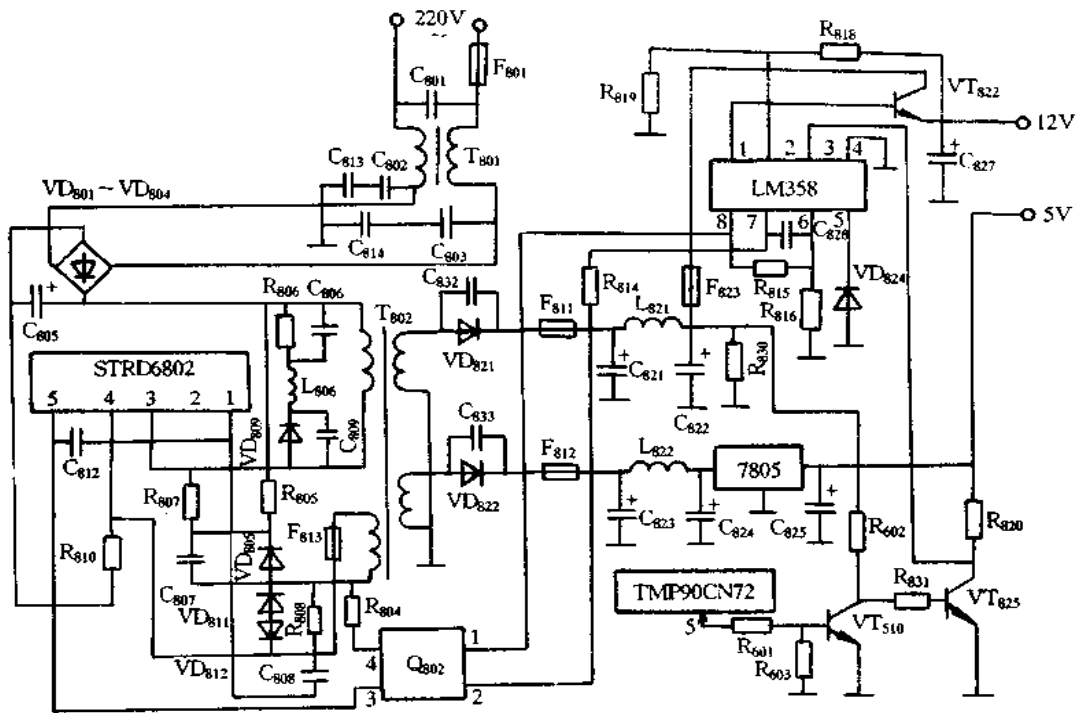 220V
~
F801
C801
R818
R819
VT822
12V
T801
C813
C802
1 2 3 4
LM358
C827
VD801～VD804
C814
C803
8 7 6 5
5V
C826
C832
R814
F823
R815
VD824
R816
C805
R806
C806
T802
F811
L821
VD821
R830
STRD6802
5 4 3 2 1
L806
C821
C822
VD809
C809
C833
C812
F812
L822
7805
R807
R805
VD822
C823
C824
C825
R602
R820
R810
F813
VD805
C807
R804
TMP90CN72
R831
VT825
VD811
R808
5
VT510
1
R601
R603
VD812
C808
4
Q802
3
2